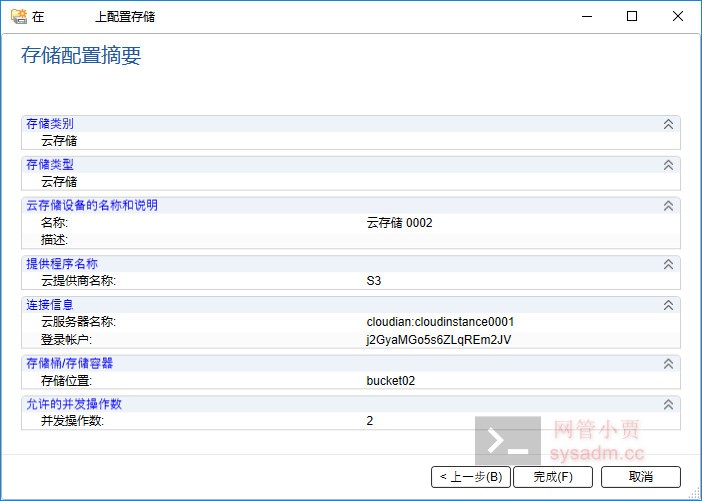 在 上配置存储
存储配置摘要
存储类别
云存储
存储类型
云存储
云存储设备的名称和说明
名称: 云存储 0002
描述:
提供程序名称
云提供商名称: S3
连接信息
云服务器名称: cloudian:cloudinstance0001
登录帐户: j2GyaMGo5s6ZLqREm2JV
存储桶/存储容器
存储位置: bucket02
允许的并发操作数
并发操作数: 2
网管小贾
sysadm.cc
< 上一步(B) 完成(F) 取消